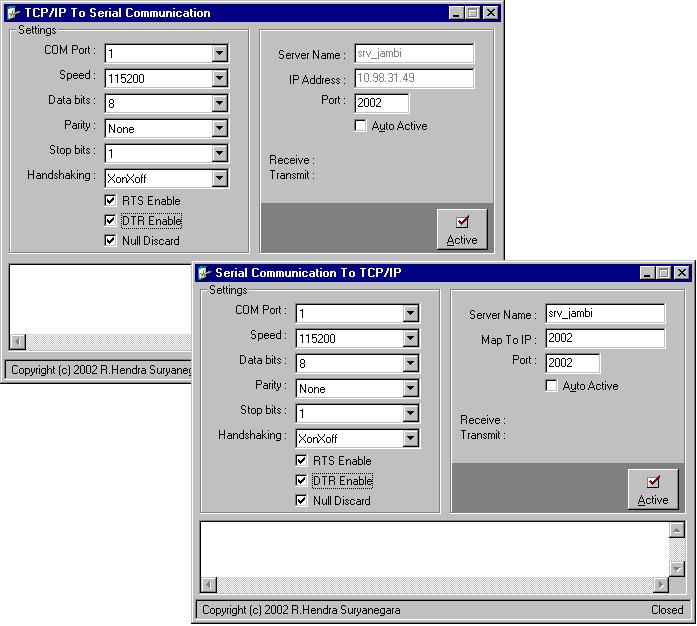 TCP/IP To Serial Communication
Settings
COM Port : 1
Speed : 115200
Data bits : 8
Parity : None
Stop bits : 1
Handshaking : XonXoff
RTS Enable
DTR Enable
Null Discard
Server Name : srv_jambi
IP Address : 10.98.31.49
Port : 2002
Auto Active
Receive :
Transmit :
Active
Copyright (c) 2002 R.Hendra Suryaneg
Serial Communication To TCP/IP
Settings
COM Port : 1
Speed : 115200
Data bits : 8
Parity : None
Stop bits : 1
Handshaking : XonXoff
RTS Enable
DTR Enable
Null Discard
Server Name : srv_jambi
Map To IP : 2002
Port : 2002
Auto Active
Receive :
Transmit :
Active
Copyright (c) 2002 R.Hendra Suryanegara
Closed